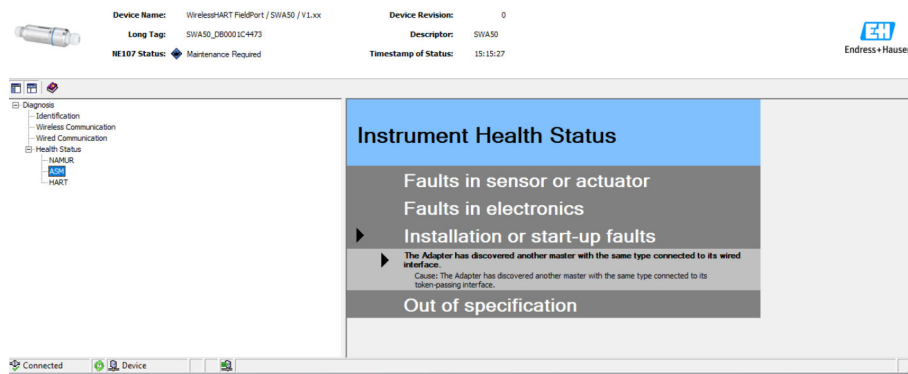 Device Name: WirelessHART FieldPort / SWA50 / V1.xx Device Revision: 0
Long Tag: SWA50_DB0001C4473 Descriptor: SWA50
NE107 Status: Maintenance Required Timestamp of Status: 15:15:27
EH
Endress+Hauser
Diagnosis
Identification
Wireless Communication
Wired Communication
Health Status
NAMUR
ASM
HART
Instrument Health Status
Faults in sensor or actuator
Faults in electronics
Installation or start-up faults
The Adapter has discovered another master with the same type connected to its wired
interface.
Cause: The Adapter has discovered another master with the same type connected to its
token-passing interface.
Out of specification
Connected Device